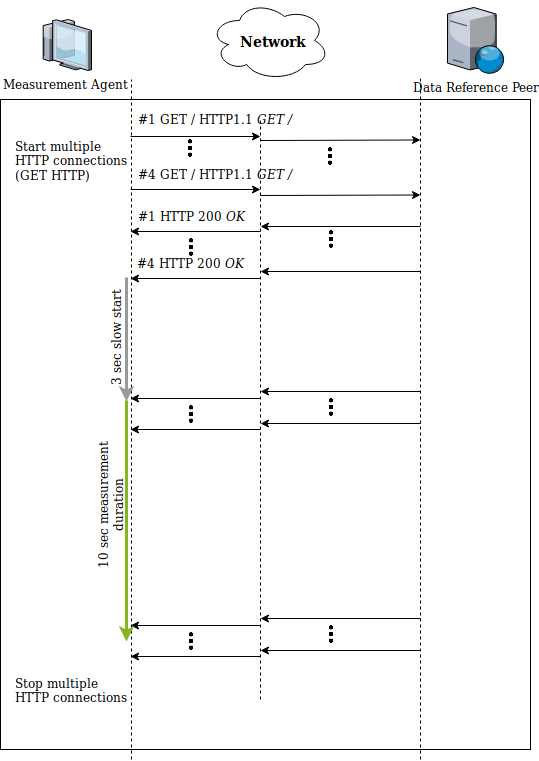 Network
Measurement Agent
Data Reference Peer
#1 GET / HTTP1.1 GET /
Start multiple
HTTP connections
(GET HTTP)
#4 GET / HTTP1.1 GET /
#1 HTTP 200 OK
#4 HTTP 200 OK
3 sec slow start
10 sec measurement
duration
Stop multiple
HTTP connections